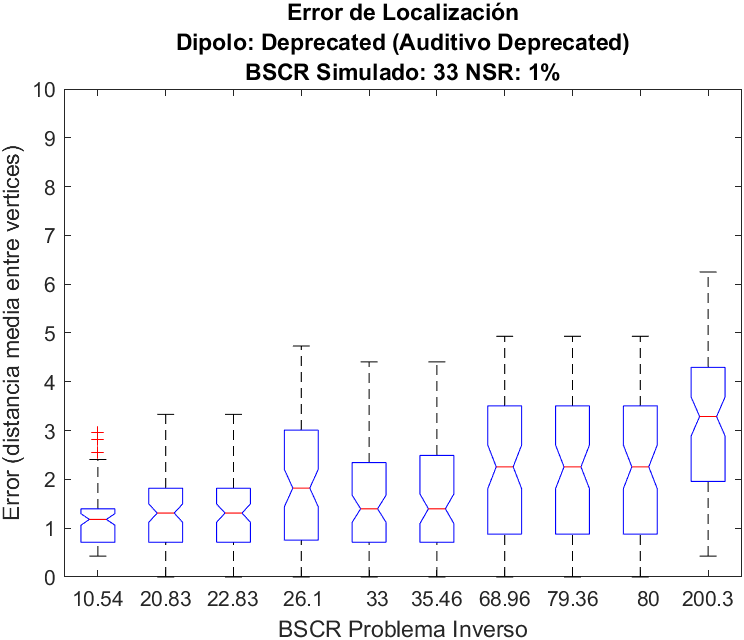 Error de Localización
Dipolo: Deprecated (Auditivo Deprecated)
BSCR Simulado: 33 NSR: 1%
Error (distancia media entre vertices)
10
9
8
7
6
5
4
3
2
1
0
10.54 20.83 22.83 26.1 33 35.46 68.96 79.36 80 200.3
BSCR Problema Inverso